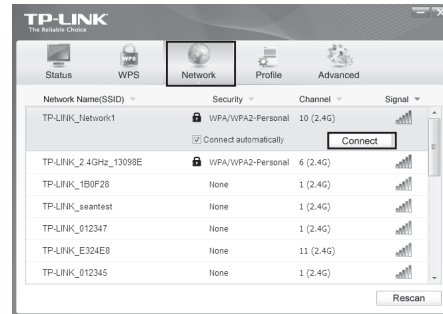 TP-LINK
The Reliable Choice
Status WPS Network Profile Advanced
Network Name(SSID) Security Channel Signal
TP-LINK_Network1 WPA/WPA2-Personal 10 (2.4G)
Connect automatically Connect
TP-LINK_2.4GHz_13098E WPA/WPA2-Personal 6 (2.4G)
TP-LINK_1B0F28 None 1 (2.4G)
TP-LINK_seantest None 1 (2.4G)
TP-LINK_012347 None 1 (2.4G)
TP-LINK_E324E8 None 11 (2.4G)
TP-LINK_012345 None 1 (2.4G)
Rescan